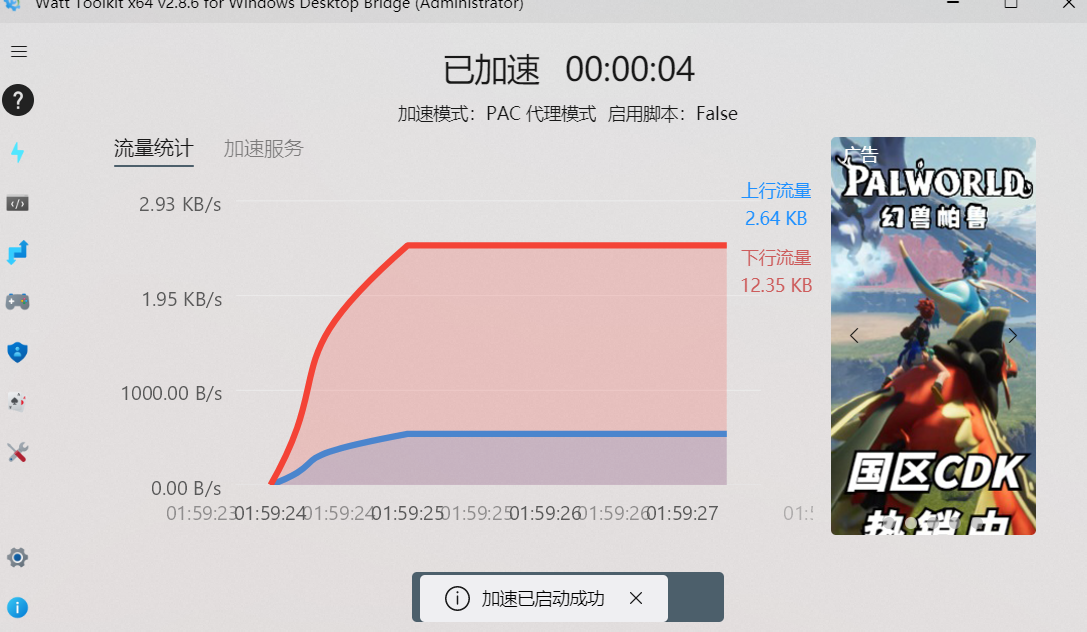 Watt Toolkit x64 v2.8.6 for Windows Desktop Bridge (Administrator)
已加速 00:00:04
加速模式：PAC 代理模式 启用脚本：False
流量统计 加速服务
2.93 KB/s
1.95 KB/s
1000.00 B/s
0.00 B/s
01:59:23 01:59:24 01:59:24 01:59:25 01:59:25 01:59:26 01:59:26 01:59:27
上行流量
2.64 KB
下行流量
12.35 KB
广告
PALWORLD
幻兽帕鲁
国区CDK
热销中
加速已启动成功